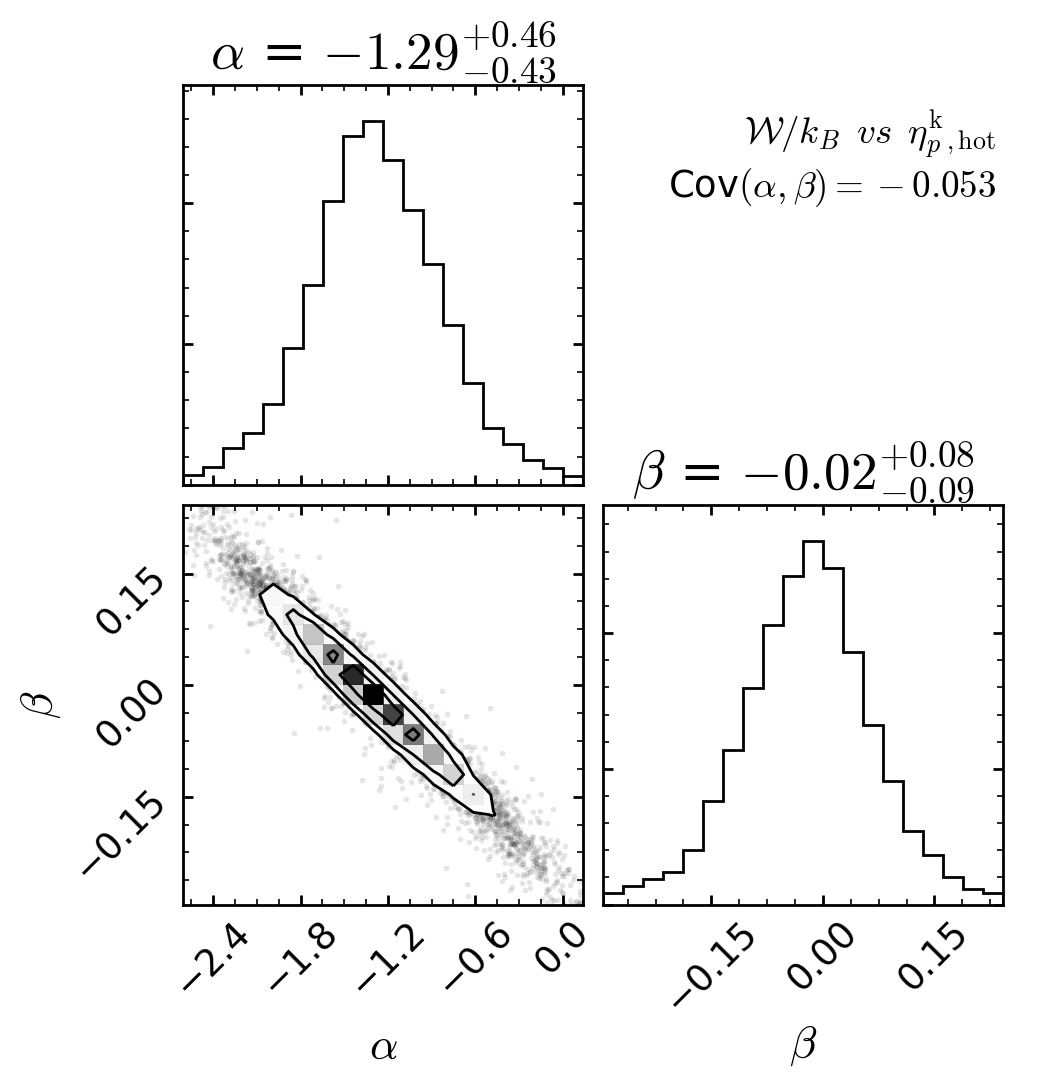 α = −1.29 +0.46 −0.43
𝒲/k_B vs η^k_{p, hot}
Cov(α, β) = −0.053
β = −0.02 +0.08 −0.09
0.15
0.00
−0.15
β
−2.4 −1.8 −1.2 −0.6 0.0
−0.15 0.00 0.15
α
β